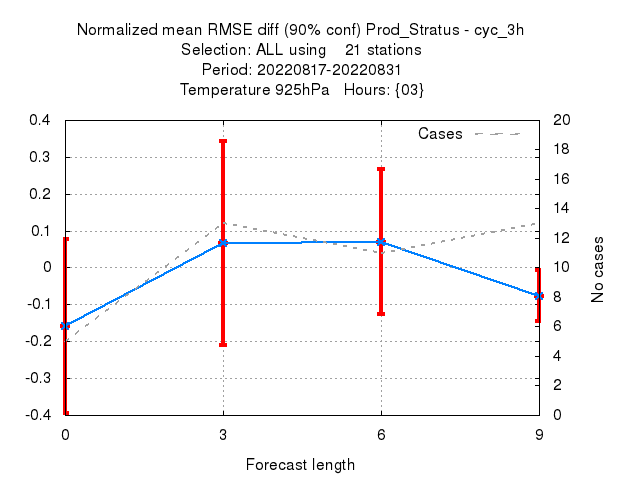 Normalized mean RMSE diff (90% conf) Prod_Stratus - cyc_3h
Selection: ALL using 21 stations
Period: 20220817-20220831
Temperature 925hPa Hours: {03}
Cases
0.4
0.3
0.2
0.1
0
-0.1
-0.2
-0.3
-0.4
20
18
16
14
12
10
8
6
4
2
0
No cases
0 3 6 9
Forecast length